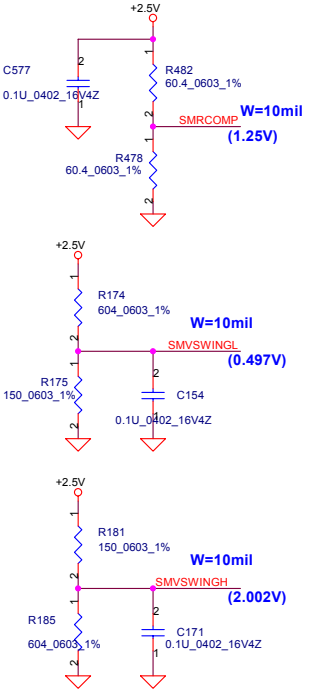 +2.5V
1
C577
2
R482
60.4_0603_1%
0.1U_0402_16V4Z
1
2
W=10mil
SMRCOMP
(1.25V)
1
R478
60.4_0603_1%
2
+2.5V
1
R174
604_0603_1%
2
W=10mil
SMVSWINGL
(0.497V)
1
R175
2
150_0603_1%
C154
1
0.1U_0402_16V4Z
2
+2.5V
1
R181
150_0603_1%
2
W=10mil
SMVSWINGH
(2.002V)
1
R185
2
C171
604_0603_1%
0.1U_0402_16V4Z
1
2